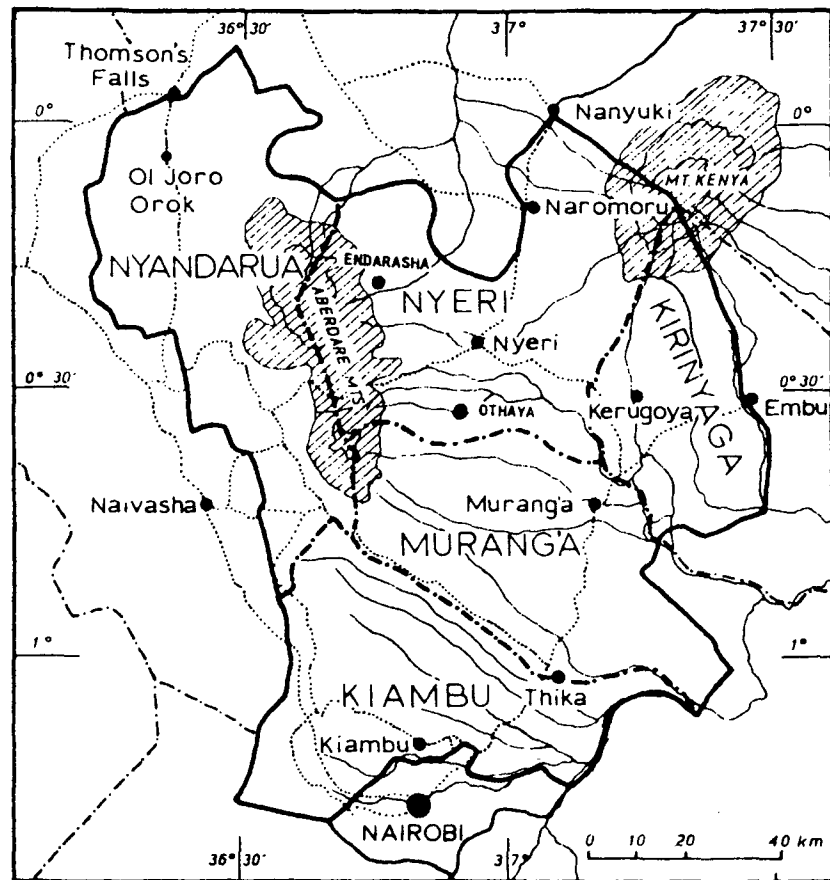 36° 30'
37°
37° 30'
Thomson's
Falls
0°
0°
Nanyuki
Ol Joro
Orok
MT. KENYA
Naromoru
NYANDARUA
ENDARASHA
NYERI
ABERDARE MTS
KIRINYAGA
Nyeri
0° 30'
0° 30'
OTHAYA
Kerugoya
Embu
Naivasha
Murang'a
MURANG'A
1°
1°
KIAMBU
Thika
Kiambu
NAIROBI
0 10 20 40 km
36° 30'
37°